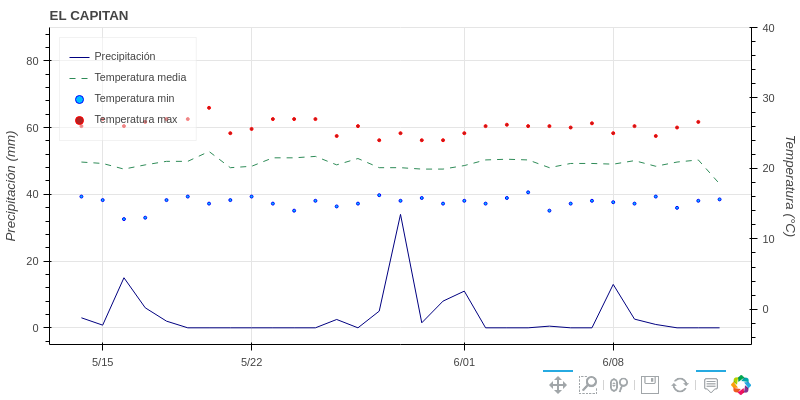 EL CAPITAN
Precipitación
Temperatura media
Temperatura min
Temperatura max
Precipitación (mm)
80
60
40
20
0
Temperatura (°C)
40
30
20
10
0
5/15
5/22
6/01
6/08